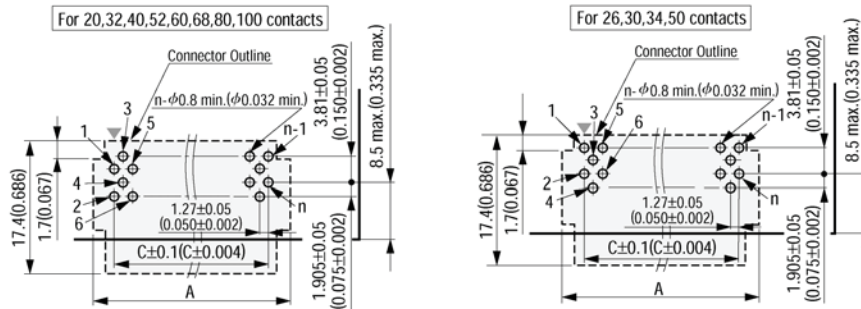 For 20,32,40,52,60,68,80,100 contacts
Connector Outline
n-ϕ0.8 min.(ϕ0.032 min.)
3
1
5
n-1
4
2
6
n
17.4(0.686)
1.7(0.067)
1.27±0.05
(0.050±0.002)
C±0.1(C±0.004)
A
3.81±0.05
(0.150±0.002)
8.5 max.(0.335 max.)
1.905±0.05
(0.075±0.002)
For 26,30,34,50 contacts
Connector Outline
n-ϕ0.8 min.(ϕ0.032 min.)
1
3
5
n-1
6
2
4
n
17.4(0.686)
1.7(0.067)
1.27±0.05
(0.050±0.002)
C±0.1(C±0.004)
A
3.81±0.05
(0.150±0.002)
8.5 max.(0.335 max.)
1.905±0.05
(0.075±0.002)